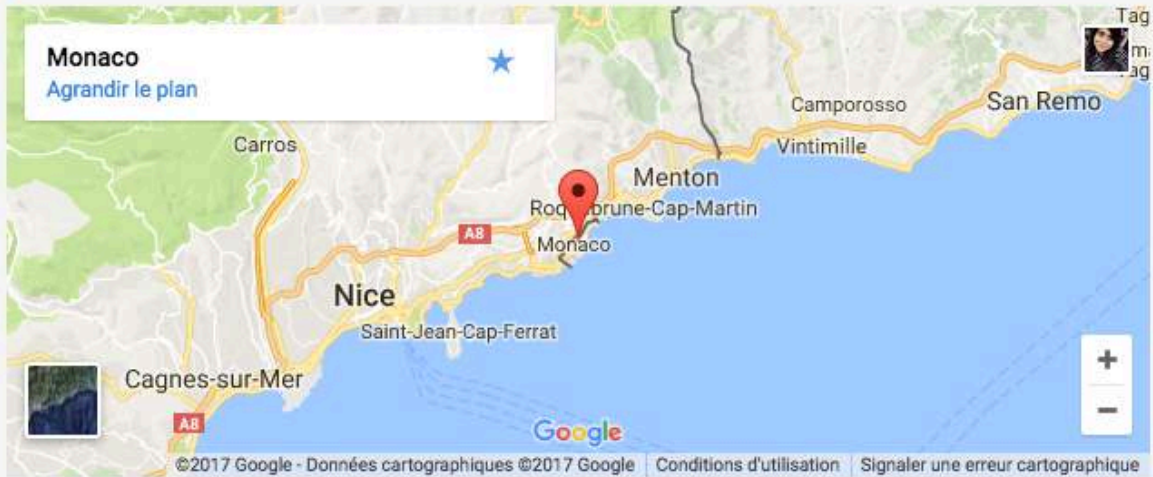 Monaco
Agrandir le plan
Tag
Camporosso
San Remo
Carros
Vintimille
Menton
Roquebrune-Cap-Martin
A8
Monaco
Nice
Saint-Jean-Cap-Ferrat
Cagnes-sur-Mer
A8
+
−
Google
©2017 Google - Données cartographiques ©2017 Google
Conditions d'utilisation
Signaler une erreur cartographique